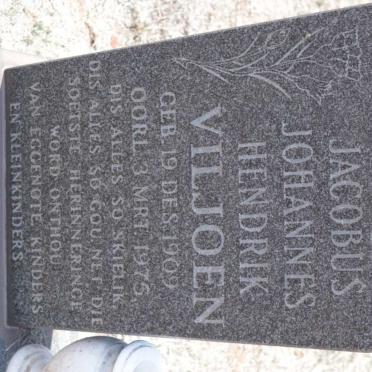 JACOBUS
JOHANNES
HENDRIK
VILJOEN
GEB. 19 DES. 1909
OORL. 3 MRT. 1975.
DIS ALLES SO SKIELIK,
DIS ALLES SO GOU NET DIE
SOETSTE HERINNERINGE
WORD ONTHOU
VAN EGGENOTE KINDERS
EN KLEINKINDERS